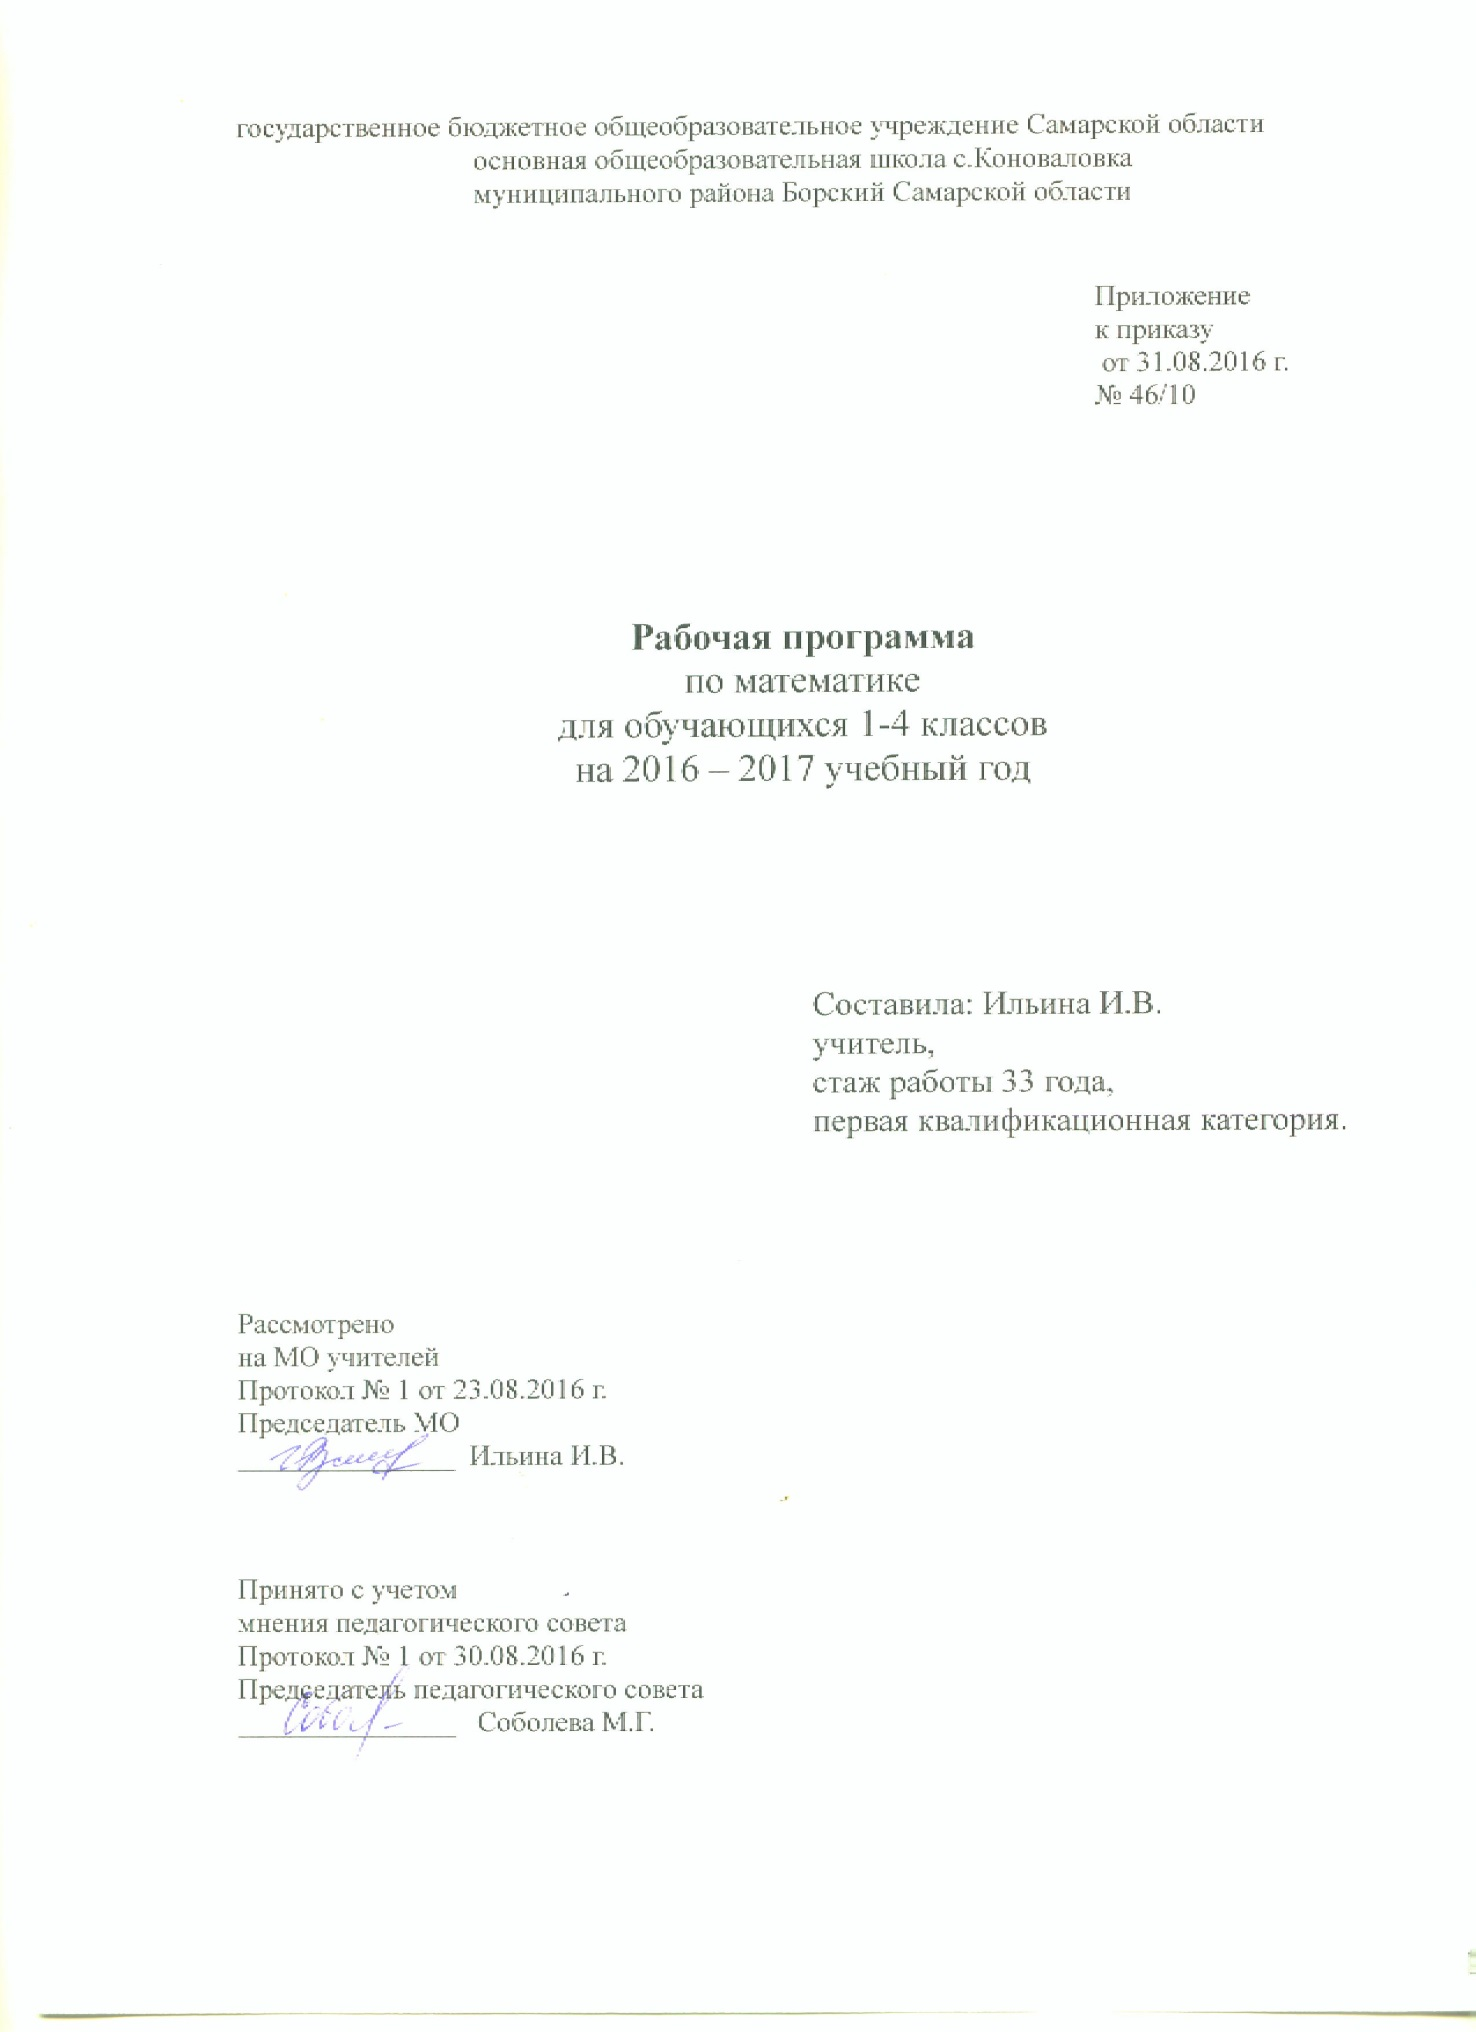 государственное бюджетное общеобразовательное учреждение Самарской области
основная общеобразовательная школа с.Коноваловка
муниципального района Борский Самарской области
Приложение
к приказу
от 31.08.2016 г.
№ 46/10
Рабочая программа
по математике
для обучающихся 1-4 классов
на 2016 – 2017 учебный год
Составила: Ильина И.В.
учитель,
стаж работы 33 года,
первая квалификационная категория.
Рассмотрено
на МО учителей
Протокол № 1 от 23.08.2016 г.
Председатель МО
Ильина И.В.
Принято с учетом
мнения педагогического совета
Протокол № 1 от 30.08.2016 г.
Председатель педагогического совета
Соболева М.Г.